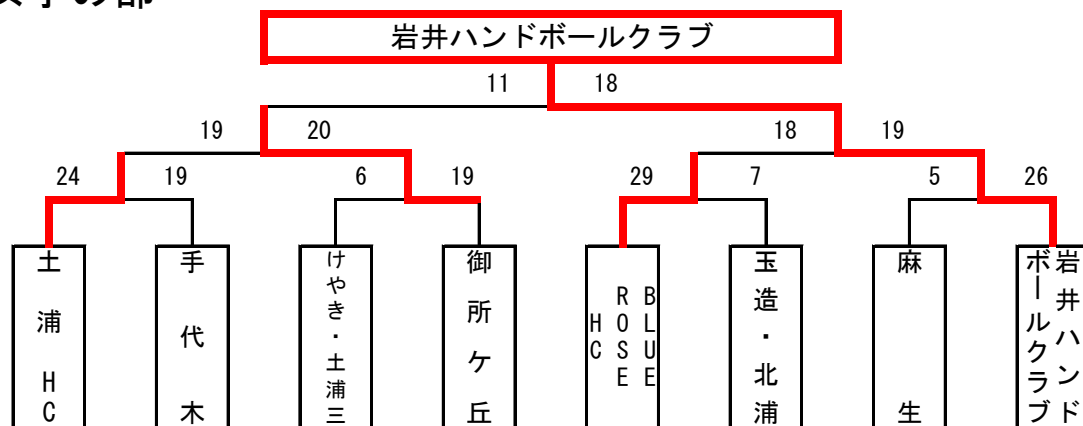 の部
岩井ハンドボールクラブ
11 18
19 20 18 19
24 19 6 19 29 7 5 26
土浦HC
手代木
けやき・土浦三
御所ケ丘
BLUE
ROSE
HC
玉造・北浦
麻生
岩井ハンド
ボールクラブ